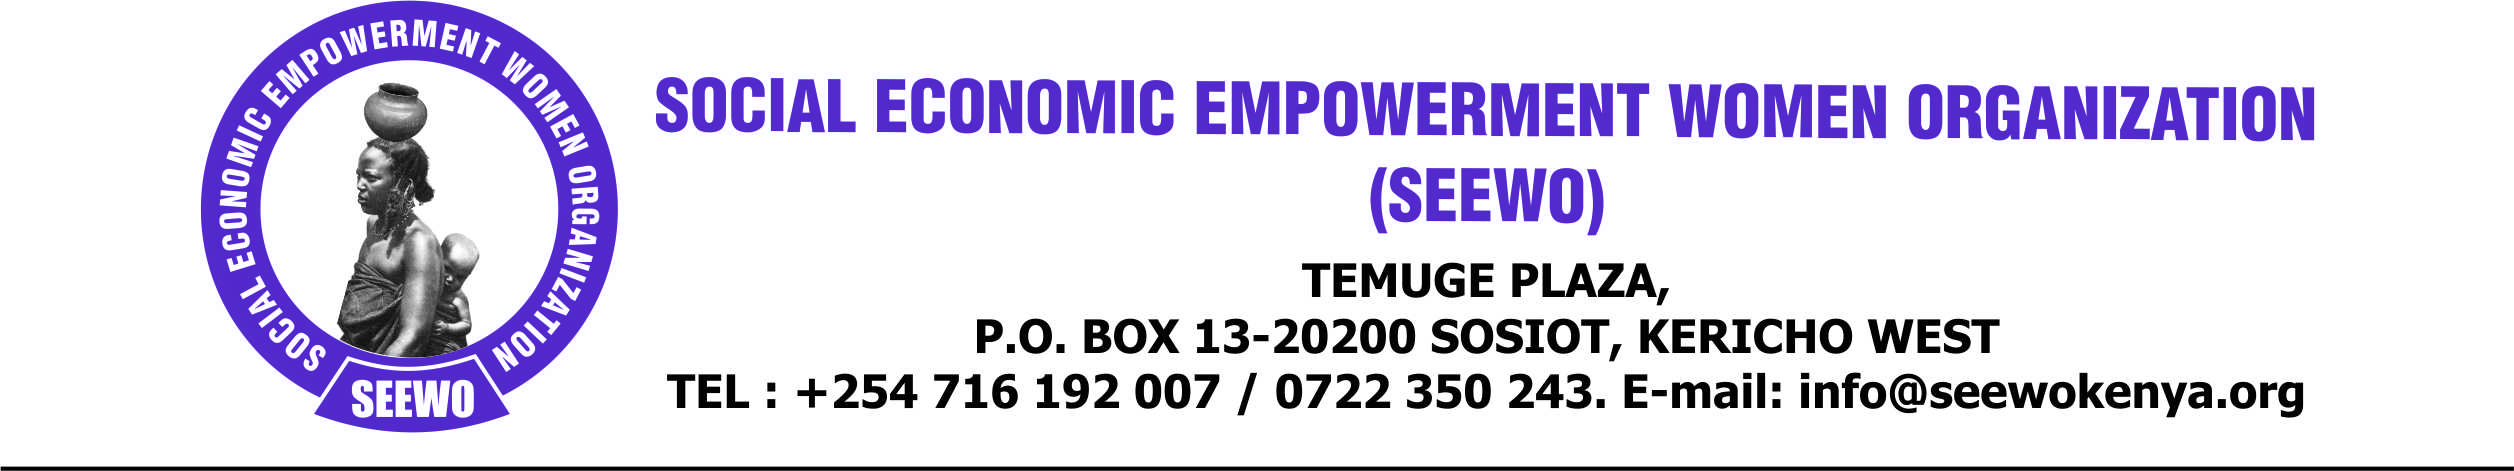 SOCIAL ECONOMIC EMPOWERMENT WOMEN ORGANIZATION
SEEWO
SOCIAL ECONOMIC EMPOWERMENT WOMEN ORGANIZATION
(SEEWO)
TEMUGE PLAZA,
P.O. BOX 13-20200 SOSIOT, KERICHO WEST
TEL : +254 716 192 007 / 0722 350 243. E-mail: info@seewokenya.org